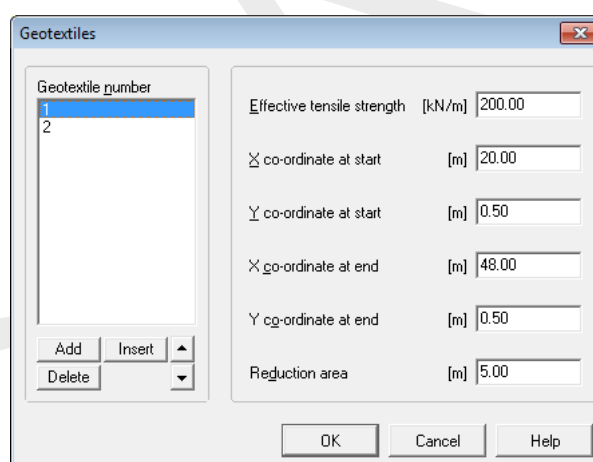 Geotextiles
Geotextile number
1
2
Add Insert
Delete
Effective tensile strength [kN/m] 200.00
X co-ordinate at start [m] 20.00
Y co-ordinate at start [m] 0.50
X co-ordinate at end [m] 48.00
Y co-ordinate at end [m] 0.50
Reduction area [m] 5.00
OK Cancel Help